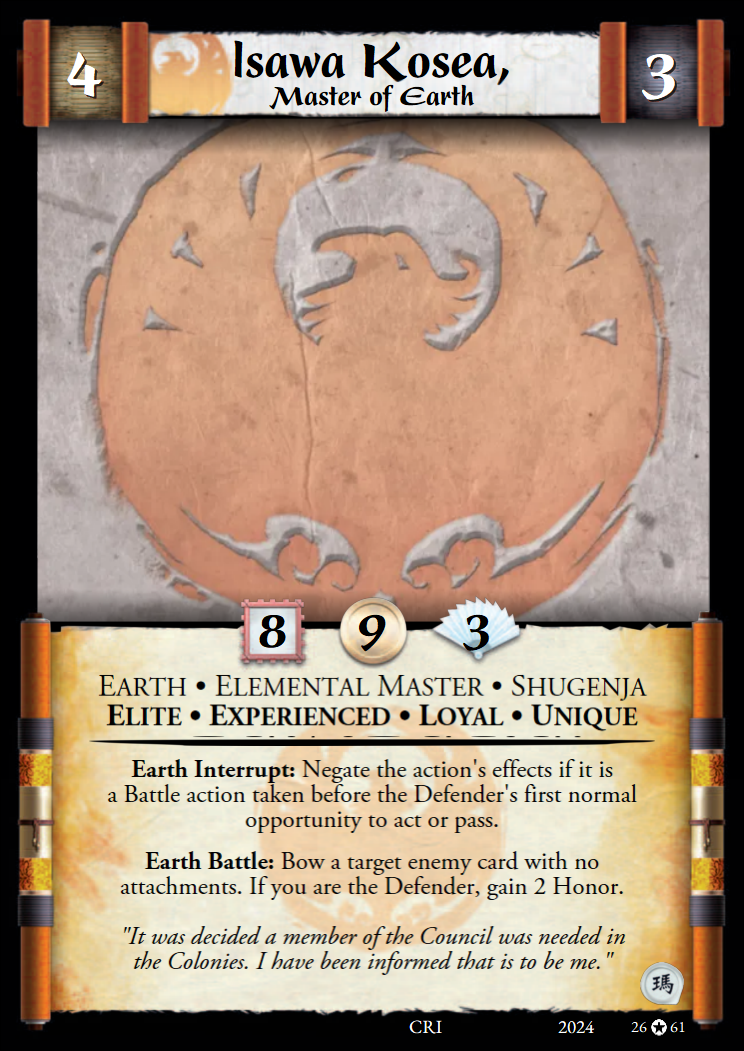 4
Isawa Kosea,
Master of Earth
3
8 9 3
Earth • Elemental Master • Shugenja
Elite • Experienced • Loyal • Unique
Earth Interrupt: Negate the action's effects if it is
a Battle action taken before the Defender's first normal
opportunity to act or pass.
Earth Battle: Bow a target enemy card with no
attachments. If you are the Defender, gain 2 Honor.
"It was decided a member of the Council was needed in
the Colonies. I have been informed that is to be me."
瑪
CRI 2024 26 ✪ 61